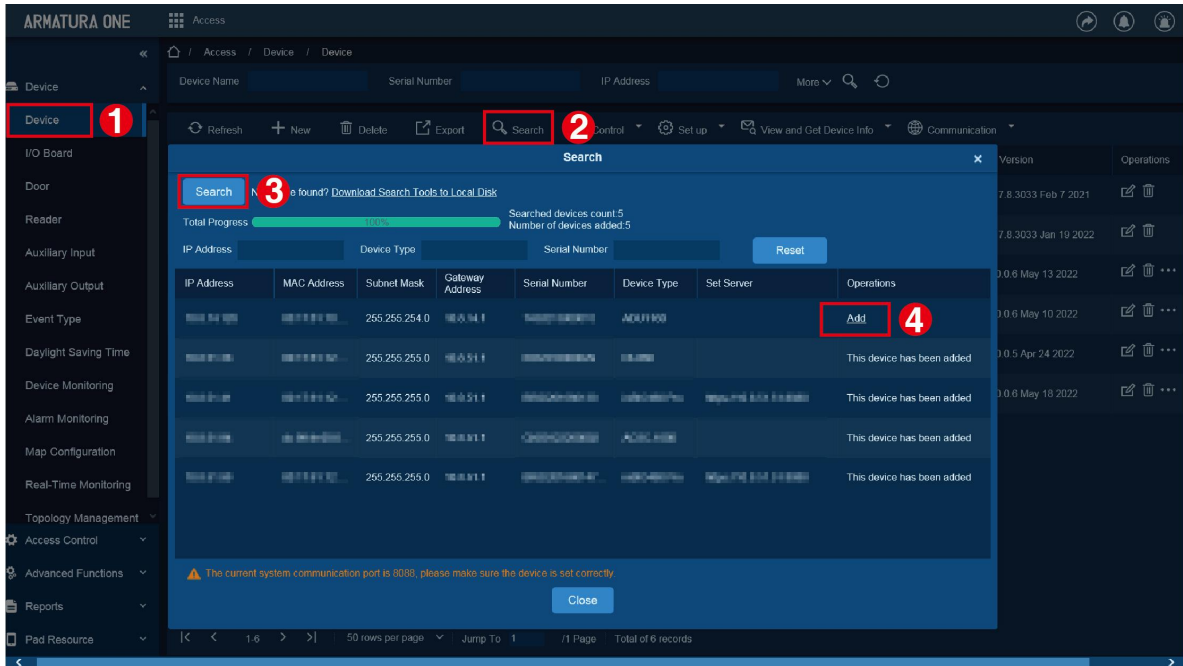 ARMATURA ONE
Access
«
/ Access / Device / Device
Device Name Serial Number IP Address More
Device
Device 1
Refresh New Delete Export Search 2 Control Set up View and Get Device Info Communication
I/O Board
Search ×
Version Operations
Door
Search 3 e found? Download Search Tools to Local Disk
7.8.3033 Feb 7 2021
Reader
Total Progress 100% Searched devices count:5
Number of devices added:5
7.8.3033 Jan 19 2022
Auxiliary Input
IP Address Device Type Serial Number Reset
Auxiliary Output
IP Address MAC Address Subnet Mask Gateway Address Serial Number Device Type Set Server Operations
0.0.6 May 13 2022
Event Type
255.255.254.0 Add 4
0.0.6 May 10 2022
Daylight Saving Time
255.255.255.0 This device has been added
0.0.5 Apr 24 2022
Device Monitoring
255.255.255.0 This device has been added
0.0.6 May 18 2022
Alarm Monitoring
255.255.255.0 This device has been added
Map Configuration
Real-Time Monitoring
255.255.255.0 This device has been added
Topology Management
Access Control
Advanced Functions
The current system communication port is 8088, please make sure the device is set correctly.
Close
Reports
Pad Resource
|< < 1-6 > >| 50 rows per page Jump To 1 /1 Page Total of 6 records